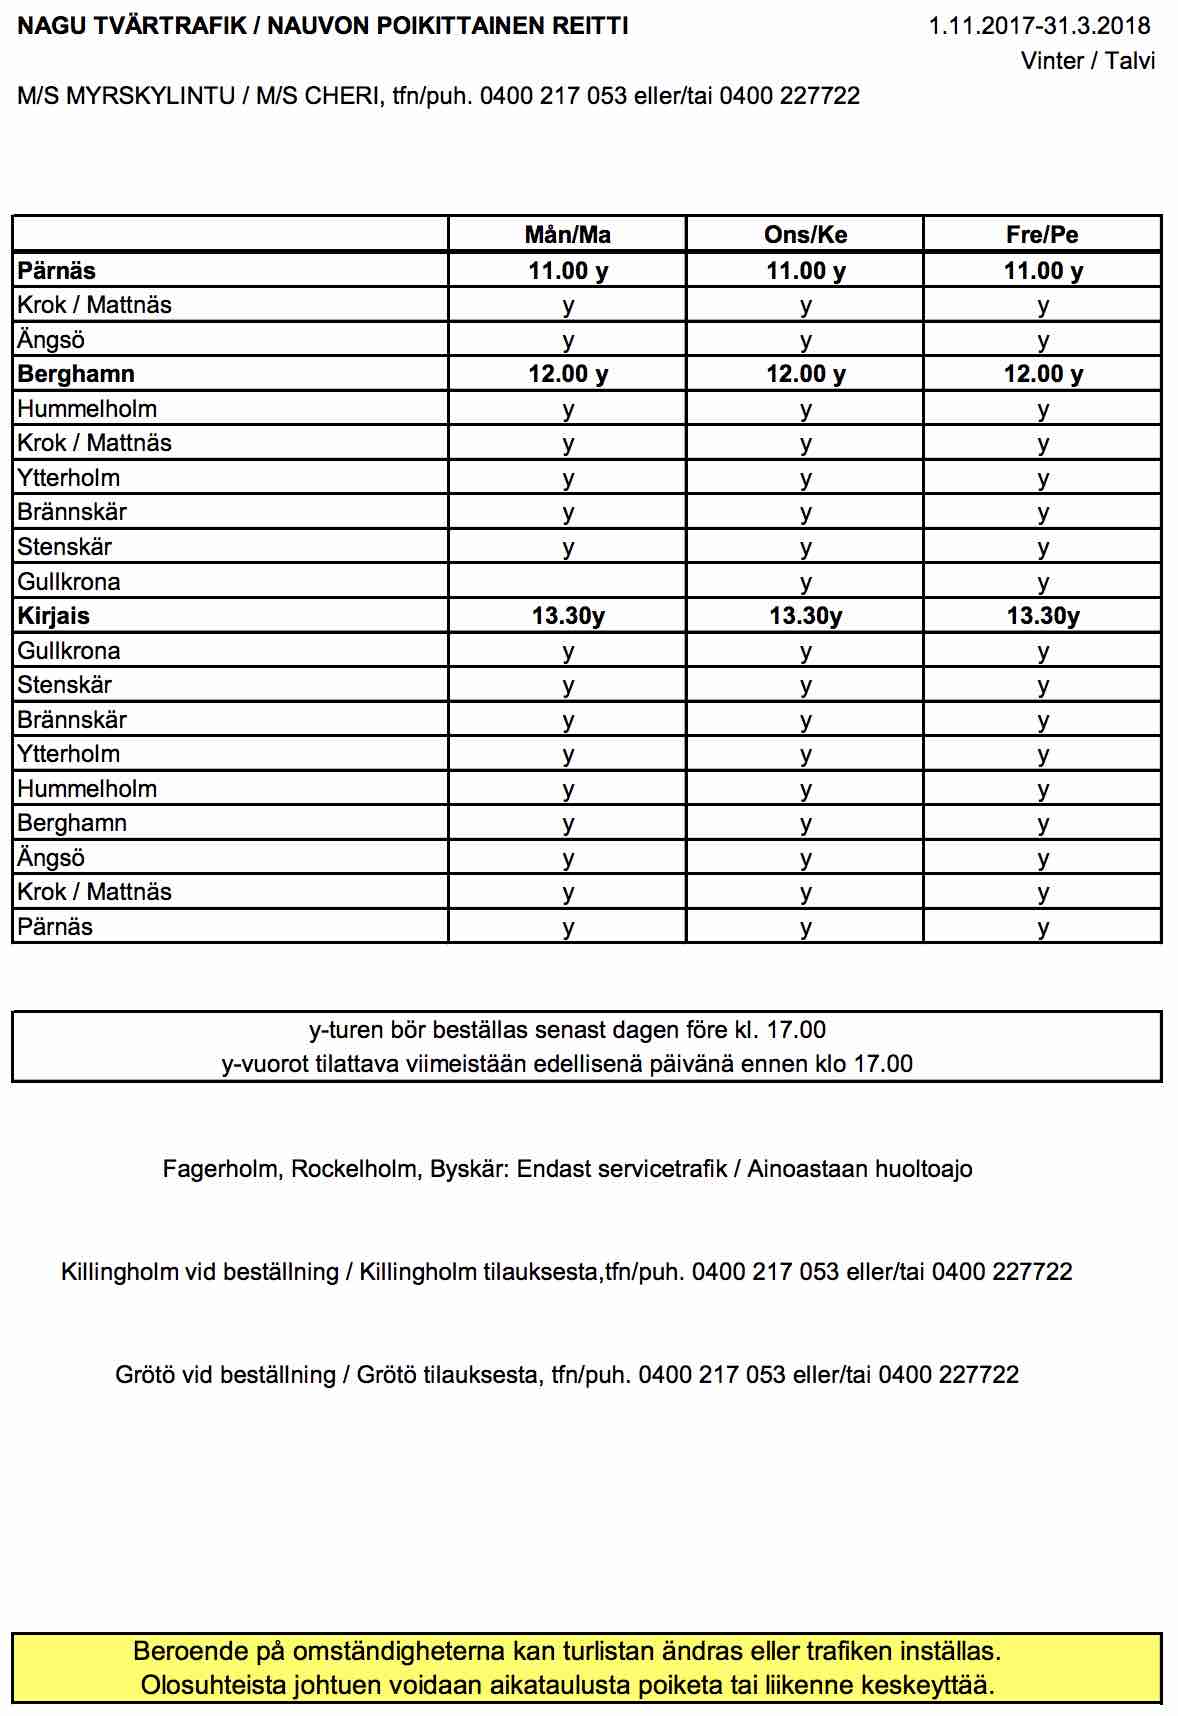 NAGU TVÄRTRAFIK / NAUVON POIKITTAINEN REITTI 1.11.2017-31.3.2018
Vinter / Talvi
M/S MYRSKYLINTU / M/S CHERI, tfn/puh. 0400 217 053 eller/tai 0400 227722
Mån/Ma Ons/Ke Fre/Pe
Pärnäs 11.00 y 11.00 y 11.00 y
Krok / Mattnäs y y y
Ängsö y y y
Berghamn 12.00 y 12.00 y 12.00 y
Hummelholm y y y
Krok / Mattnäs y y y
Ytterholm y y y
Brännskär y y y
Stenskär y y y
Gullkrona y y
Kirjais 13.30y 13.30y 13.30y
Gullkrona y y y
Stenskär y y y
Brännskär y y y
Ytterholm y y y
Hummelholm y y y
Berghamn y y y
Ängsö y y y
Krok / Mattnäs y y y
Pärnäs y y y
y-turen bör beställas senast dagen före kl. 17.00
y-vuorot tilattava viimeistään edellisenä päivänä ennen klo 17.00
Fagerholm, Rockelholm, Byskär: Endast servicetrafik / Ainoastaan huoltoajo
Killingholm vid beställning / Killingholm tilauksesta,tfn/puh. 0400 217 053 eller/tai 0400 227722
Grötö vid beställning / Grötö tilauksesta, tfn/puh. 0400 217 053 eller/tai 0400 227722
Beroende på omständigheterna kan turlistan ändras eller trafiken inställas.
Olosuhteista johtuen voidaan aikataulusta poiketa tai liikenne keskeyttää.